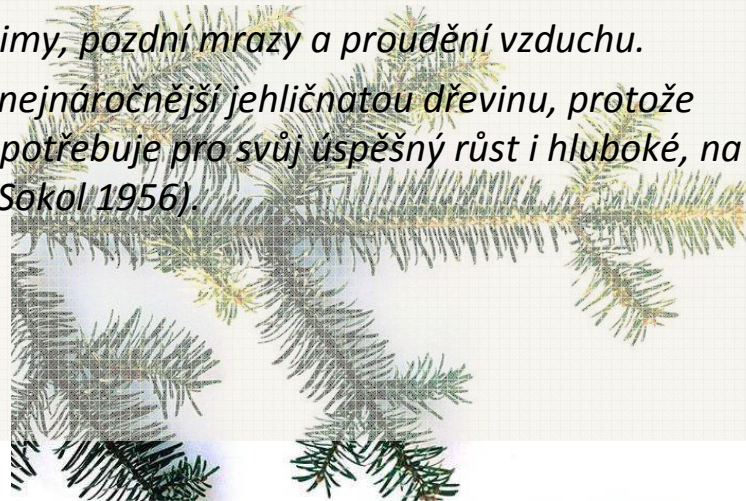 imy, pozdní mrazy a proudění vzduchu.
nejnáročnější jehličnatou dřevinu, protože
potřebuje pro svůj úspěšný růst i hluboké, na
Sokol 1956).